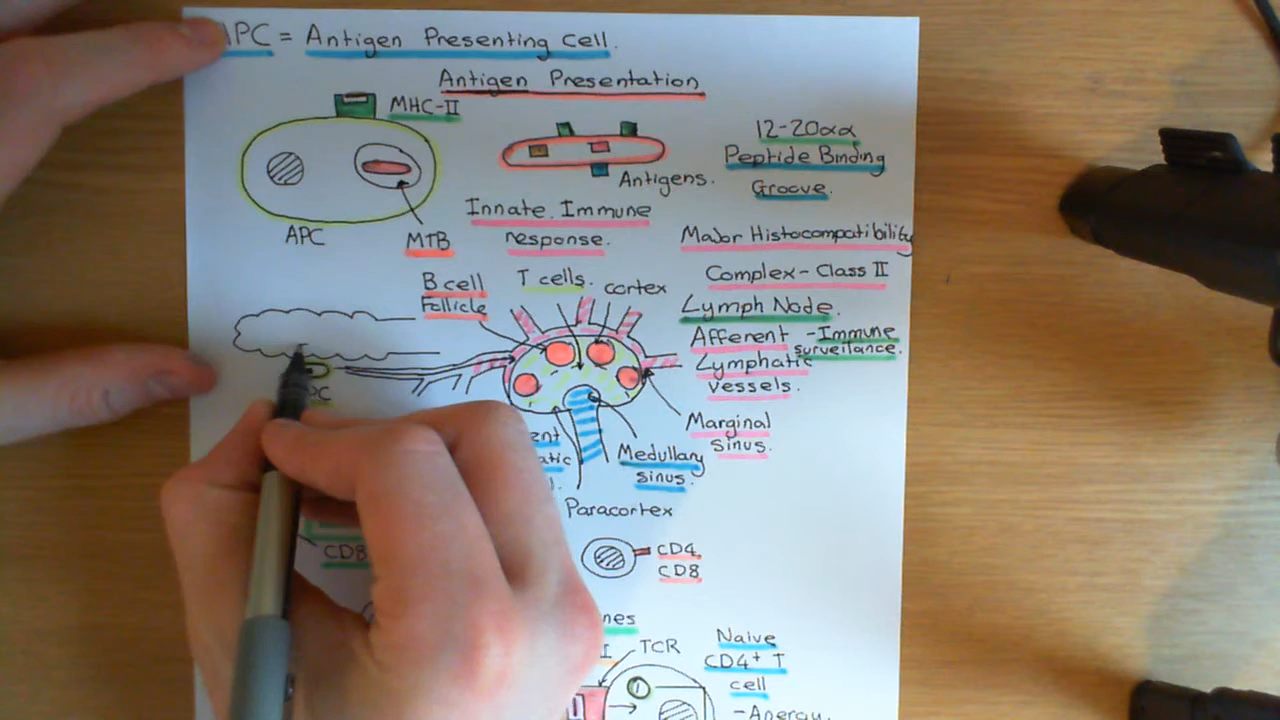 APC = Antigen Presenting Cell.
Antigen Presentation
MHC-II
12-20αα
Peptide Binding
Groove.
Antigens.
APC
MTB
Innate Immune
response.
Major Histocompatibility
Complex-Class II
B cell
Follicle
T cells.
cortex
Lymph Node.
Afferent
Lymphatic
vessels.
-Immune
surveilance.
Marginal
sinus.
Medullary
sinus.
Paracortex
CD8
CD4
CD8
TCR
Naive
CD4+ T
cell
-Anergy.